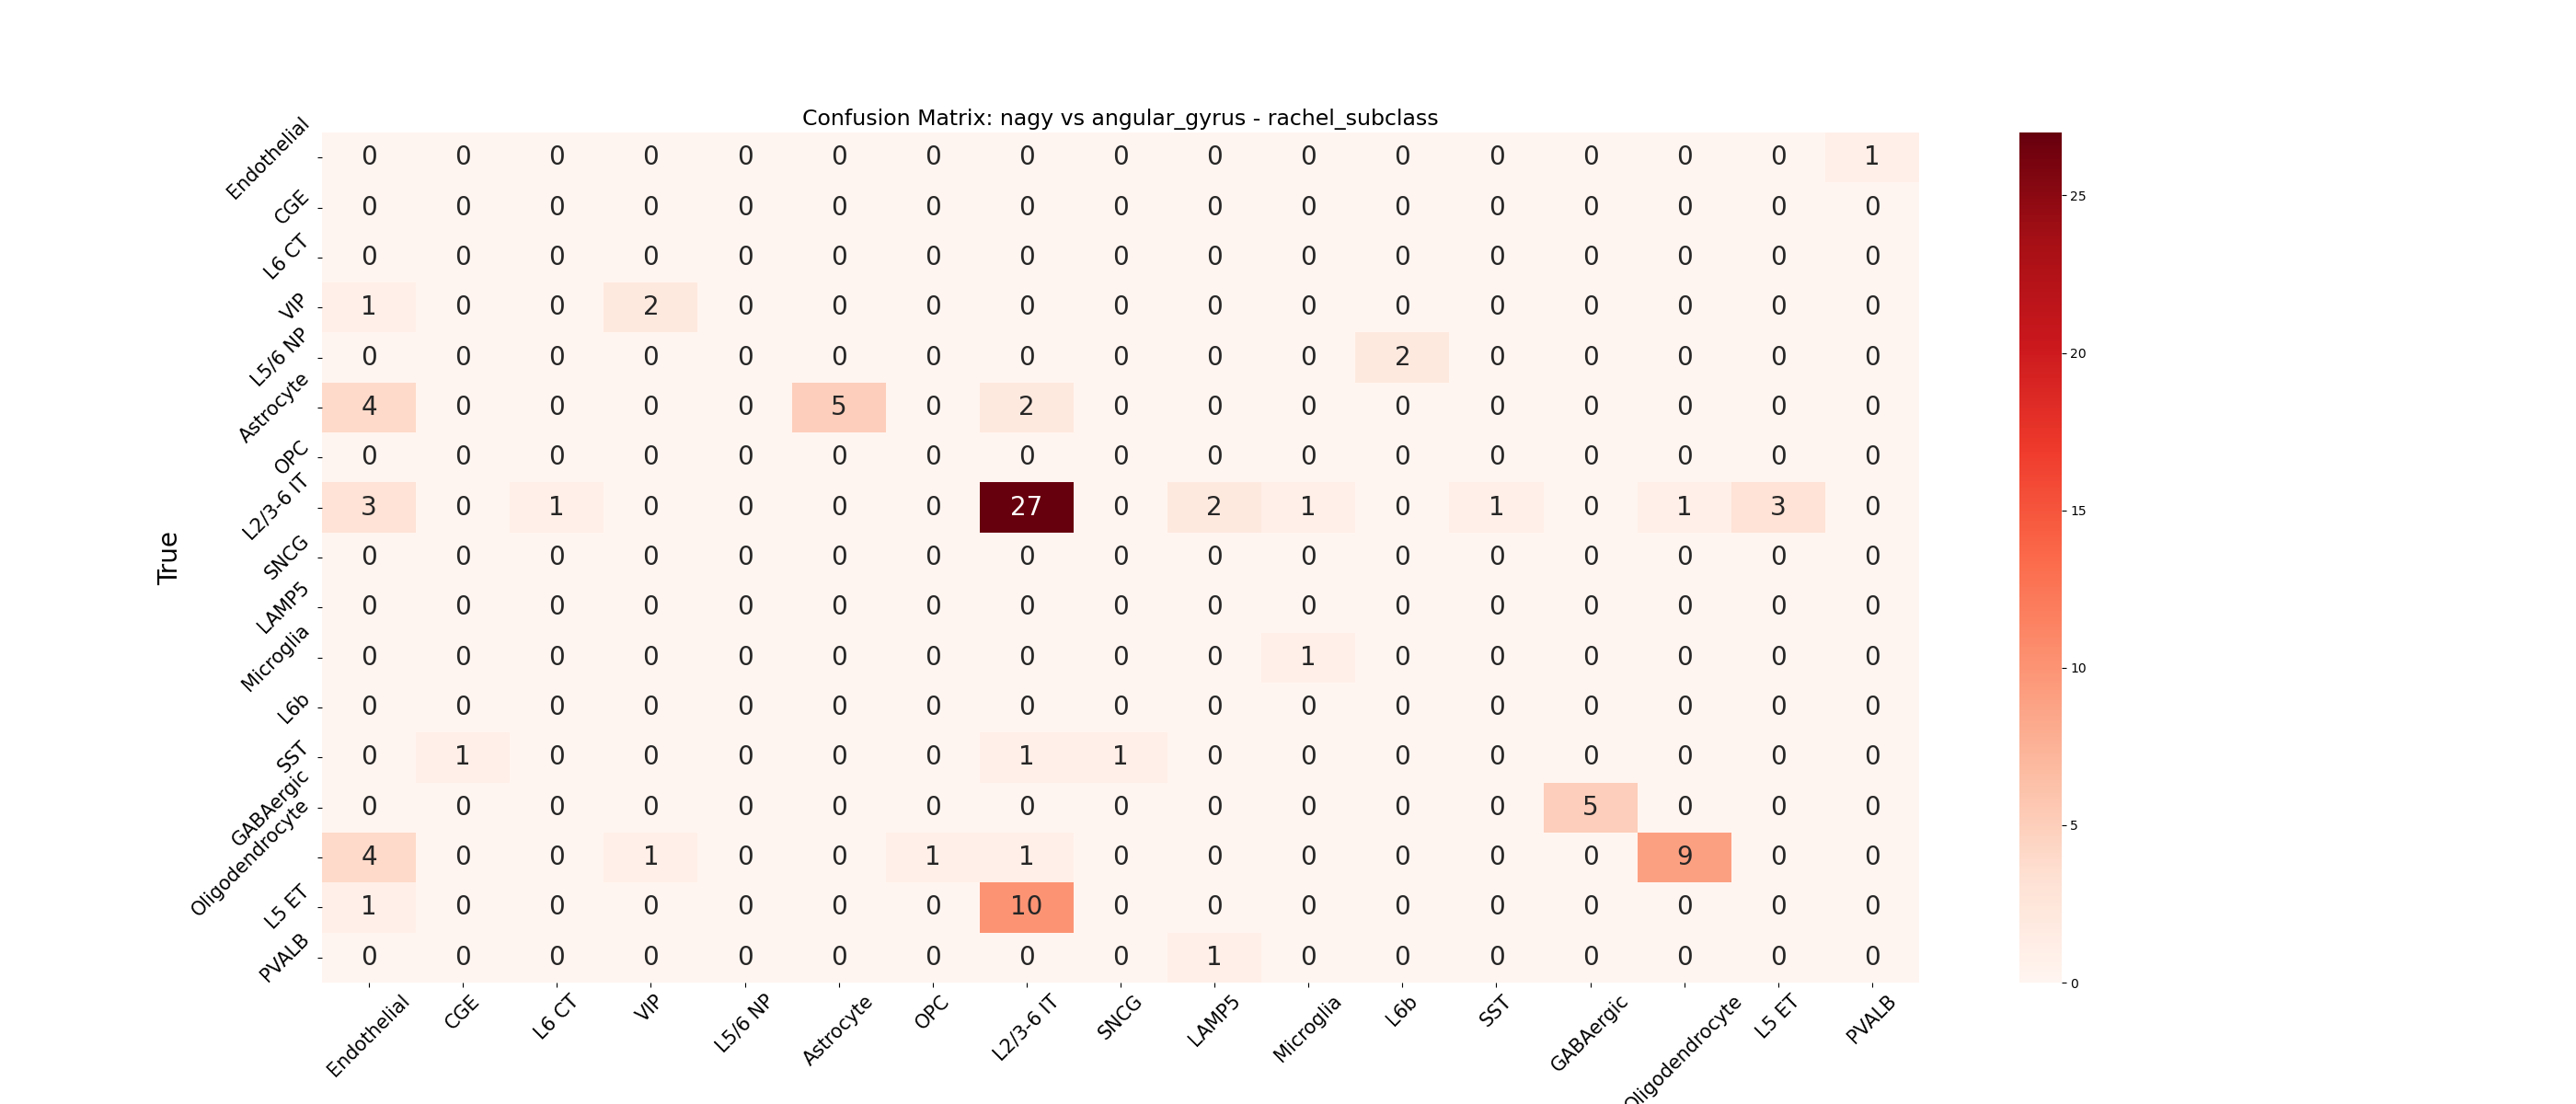 Confusion Matrix: nagy vs angular_gyrus - rachel_subclass
True
Endothelial 0 0 0 0 0 0 0 0 0 0 0 0 0 0 0 0 1
CGE 0 0 0 0 0 0 0 0 0 0 0 0 0 0 0 0 0
L6 CT 0 0 0 0 0 0 0 0 0 0 0 0 0 0 0 0 0
VIP 1 0 0 2 0 0 0 0 0 0 0 0 0 0 0 0 0
L5/6 NP 0 0 0 0 0 0 0 0 0 0 0 2 0 0 0 0 0
Astrocyte 4 0 0 0 0 5 0 2 0 0 0 0 0 0 0 0 0
OPC 0 0 0 0 0 0 0 0 0 0 0 0 0 0 0 0 0
L2/3-6 IT 3 0 1 0 0 0 0 27 0 2 1 0 1 0 1 3 0
SNCG 0 0 0 0 0 0 0 0 0 0 0 0 0 0 0 0 0
LAMP5 0 0 0 0 0 0 0 0 0 0 0 0 0 0 0 0 0
Microglia 0 0 0 0 0 0 0 0 0 0 1 0 0 0 0 0 0
L6b 0 0 0 0 0 0 0 0 0 0 0 0 0 0 0 0 0
SST 0 1 0 0 0 0 0 1 1 0 0 0 0 0 0 0 0
GABAergic 0 0 0 0 0 0 0 0 0 0 0 0 0 5 0 0 0
Oligodendrocyte 4 0 0 1 0 0 1 1 0 0 0 0 0 0 9 0 0
L5 ET 1 0 0 0 0 0 0 10 0 0 0 0 0 0 0 0 0
PVALB 0 0 0 0 0 0 0 0 0 1 0 0 0 0 0 0 0
Endothelial CGE L6 CT VIP L5/6 NP Astrocyte OPC L2/3-6 IT SNCG LAMP5 Microglia L6b SST GABAergic Oligodendrocyte L5 ET PVALB
25
20
15
10
5
0